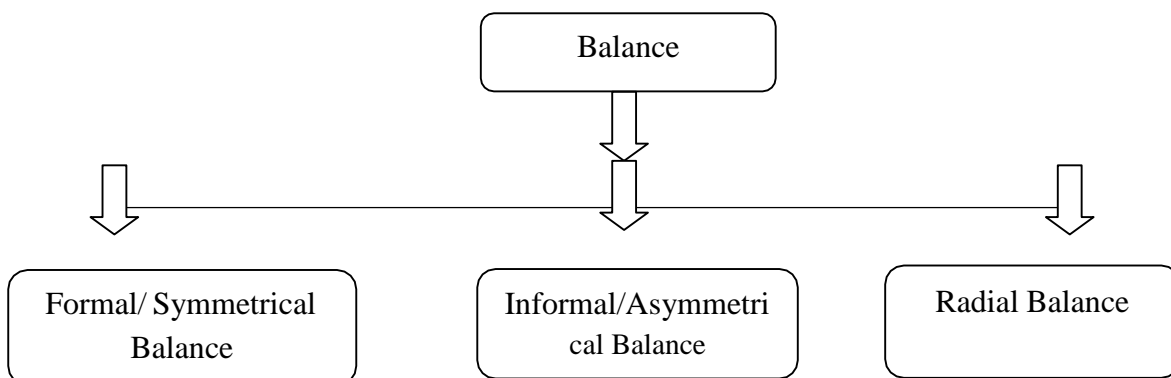 Balance
Formal/ Symmetrical
Balance
Informal/Asymmetri
cal Balance
Radial Balance